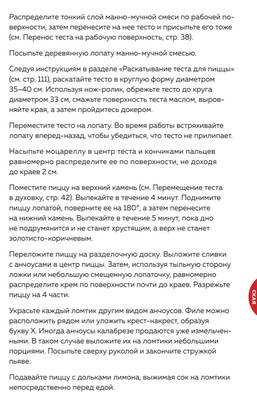 Распределите тонкий слой манно-мучной смеси по рабочей по-
верхности, затем перенесите на нее тесто и присыпьте его тоже
(см. Перенос теста на рабочую поверхность, стр. 38).
Посыпьте деревянную лопату манно-мучной смесью.
Следуя инструкциям в разделе «Раскатывание теста для пиццы»
(см. стр. 111), раскатайте тесто в круглую форму диаметром
35–40 см. Используя нож-ролик, обрежьте тесто до круга
диаметром 33 см, смажьте поверхность теста маслом, выров-
няйте края, а затем пройдитесь докером.
Переместите тесто на лопату. Во время работы встряхивайте
лопату вперед-назад, чтобы убедиться, что тесто не прилипает.
Насыпьте моцареллу в центр теста и кончиками пальцев
равномерно распределите ее по поверхности, не доходя
до краев 2 см.
Поместите пиццу на верхний камень (см. Перемещение теста
в духовку, стр. 42). Выпекайте в течение 4 минут. Поднимите
пиццу лопатой, поверните ее на 180°, а затем перенесите
на нижний камень. Выпекайте в течение 5 минут, пока дно
не подрумянится и не станет хрустящим, а верх не станет
золотисто-коричневым.
Переложите пиццу на разделочную доску. Выложите сливки
с анчоусами в центр пиццы. Затем, используя тыльную сторону
ложки или небольшую смещенную лопаточку, равномерно
распределите крем по поверхности почти до краев. Разрежьте
пиццу на 4 части.
Украсьте каждый ломтик другим видом анчоусов. Филе можно
расположить рядом или уложить крест-накрест, образуя
букву X. Иногда анчоусы калабрезе продаются уже измельчен-
ными. В таком случае выложите их на ломтики небольшими
порциями. Посыпьте сверху руколой и закончите стружкой
пьяве.
Подавайте пиццу с дольками лимона, выжимая сок на ломтики
непосредственно перед едой.